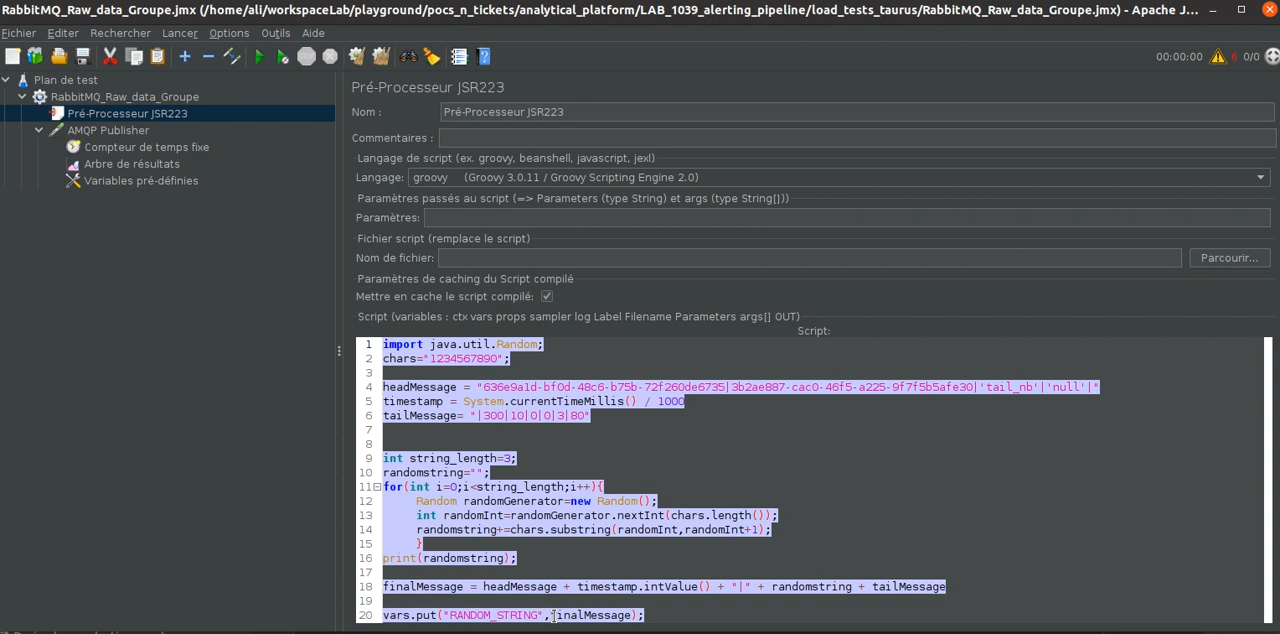 RabbitMQ_Raw_data_Groupe.jmx (/home/ali/workspaceLab/playground/pocs_n_tickets/analytical_platform/LAB_1039_alerting_pipeline/load_tests_taurus/RabbitMQ_Raw_data_Groupe.jmx) - Apache J...
Fichier Editer Rechercher Lancer Options Outils Aide
00:00:00 6 0/0
Plan de test
RabbitMQ_Raw_data_Groupe
Pré-Processeur JSR223
AMQP Publisher
Compteur de temps fixe
Arbre de résultats
Variables pré-définies
Pré-Processeur JSR223
Nom : Pré-Processeur JSR223
Commentaires :
Langage de script (ex. groovy, beanshell, javascript, jexl)
Langage: groovy (Groovy 3.0.11 / Groovy Scripting Engine 2.0)
Paramètres passés au script (=> Parameters (type String) et args (type String[]))
Paramètres:
Fichier script (remplace le script)
Nom de fichier: Parcourir...
Paramètres de caching du Script compilé
Mettre en cache le script compilé:
Script (variables : ctx vars props sampler log Label Filename Parameters args[] OUT)
Script:
1 import java.util.Random;
2 chars="1234567890";
3
4 headMessage = "636e9a1d-bf0d-48c6-b75b-72f260de6735|3b2ae887-cac0-46f5-a225-9f7f5b5afe30|'tail_nb'|'null'|"
5 timestamp = System.currentTimeMillis() / 1000
6 tailMessage= "|300|10|0|0|3|80"
7
8
9 int string_length=3;
10 randomstring="";
11 for(int i=0;i<string_length;i++){
12 Random randomGenerator=new Random();
13 int randomInt=randomGenerator.nextInt(chars.length());
14 randomstring+=chars.substring(randomInt,randomInt+1);
15 }
16 print(randomstring);
17
18 finalMessage = headMessage + timestamp.intValue() + "|" + randomstring + tailMessage
19
20 vars.put("RANDOM_STRING",finalMessage);